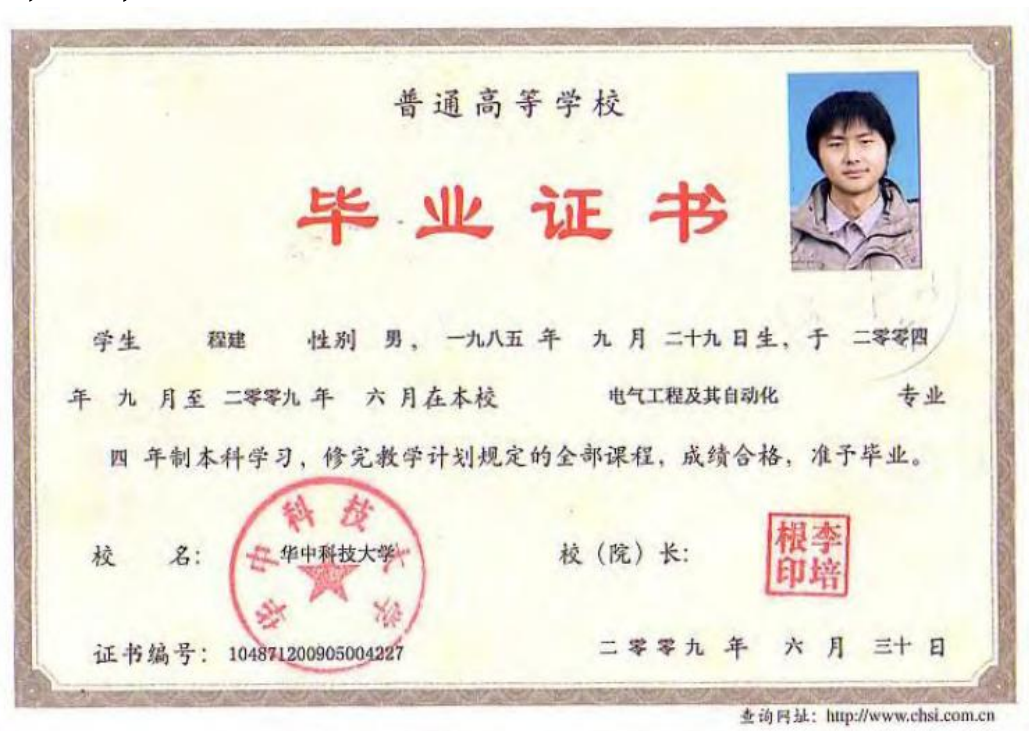 普通高等学校
毕业证书
学生 程建 性别 男, 一九八五 年 九 月 二十九 日生, 于 二零零四
年 九 月至 二零零九 年 六 月在本校 电气工程及其自动化 专业
四 年制本科学习, 修完教学计划规定的全部课程, 成绩合格, 准予毕业。
校 名: 华中科技大学 校(院)长:
华中科技大学
李培根印
证书编号: 104871200905004227 二零零九 年 六 月 三十 日
查询网址: http://www.chsi.com.cn